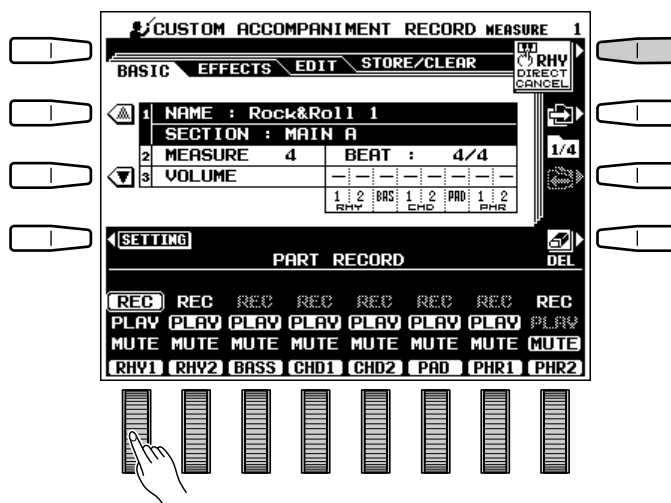 CUSTOM ACCOMPANIMENT RECORD MEASURE 1
BASIC EFFECTS EDIT STORE/CLEAR
RHY
DIRECT
CANCEL
1 NAME : Rock&Roll 1
SECTION : MAIN A
2 MEASURE 4 BEAT : 4/4
1/4
3 VOLUME - - - - - - - -
1 2 BAS 1 2 PAD 1 2
RHY CHD PHR
SETTING
DEL
PART RECORD
REC REC REC REC REC REC REC REC
PLAY PLAY PLAY PLAY PLAY PLAY PLAY PLAY
MUTE MUTE MUTE MUTE MUTE MUTE MUTE MUTE
RHY1 RHY2 BASS CHD1 CHD2 PAD PHR1 PHR2